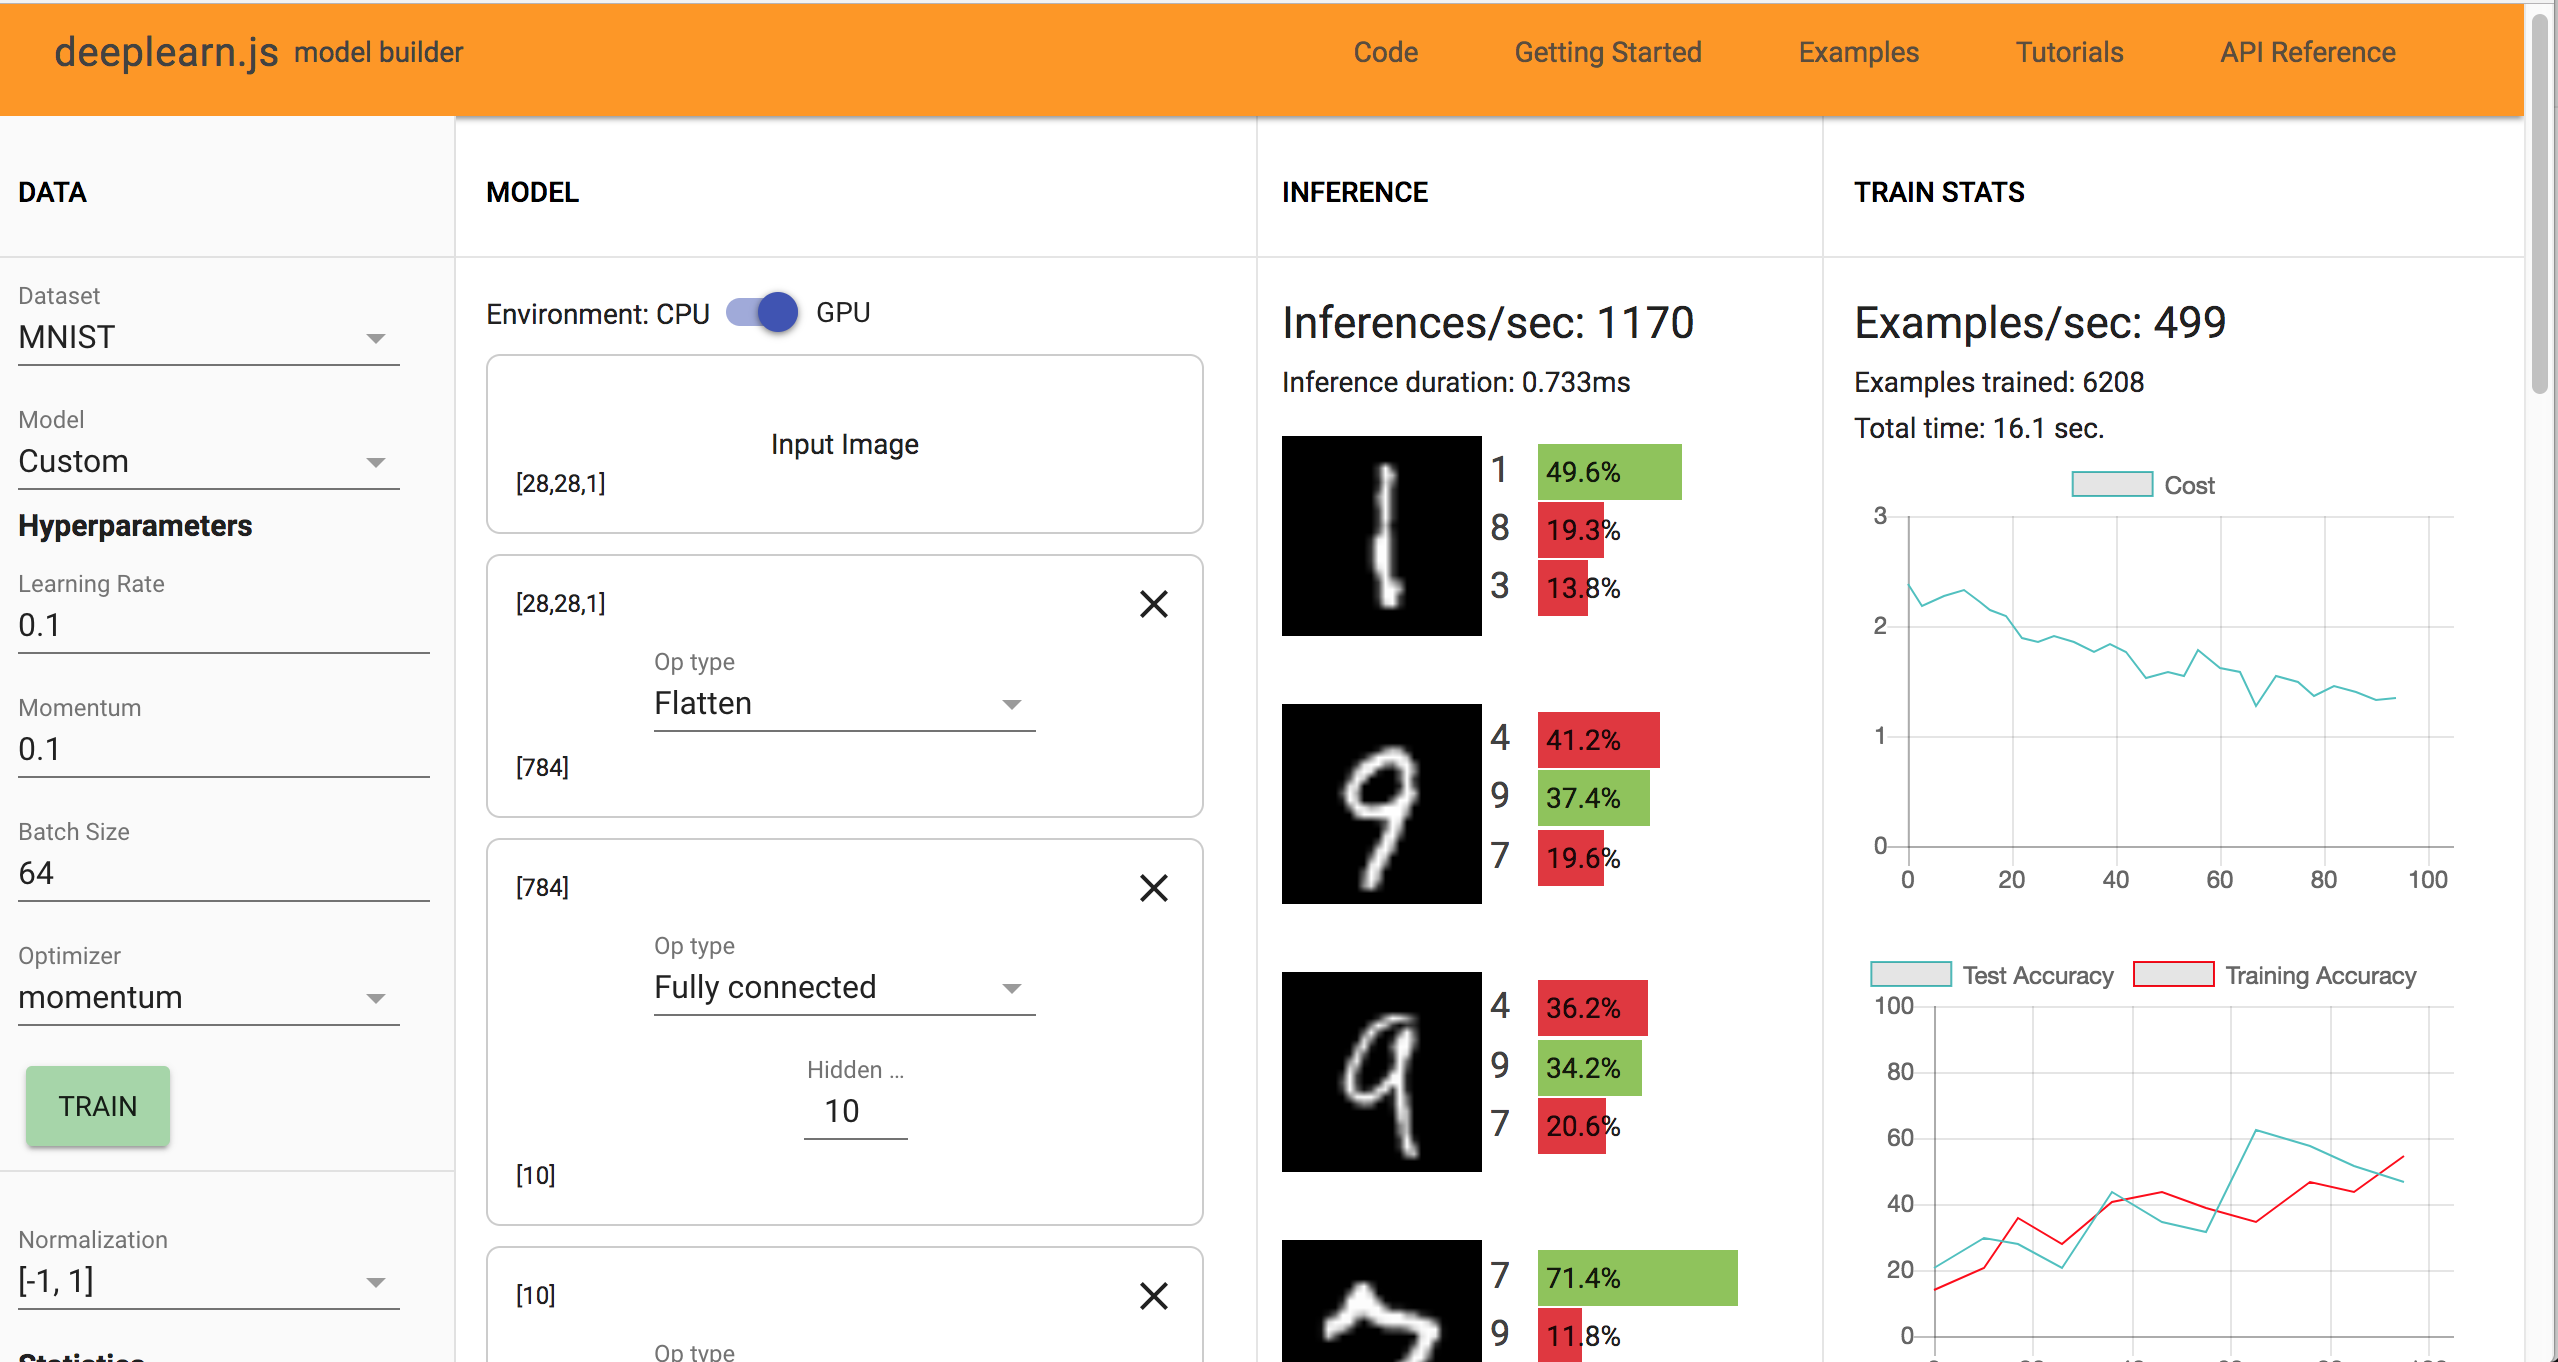 deeplearn.js model builder
Code Getting Started Examples Tutorials API Reference
DATA
Dataset
MNIST
Model
Custom
Hyperparameters
Learning Rate
0.1
Momentum
0.1
Batch Size
64
Optimizer
momentum
TRAIN
Normalization
[-1, 1]
Statistics
MODEL
Environment: CPU GPU
Input Image
[28,28,1]
[28,28,1]
Op type
Flatten
[784]
[784]
Op type
Fully connected
Hidden ...
10
[10]
[10]
Op type
INFERENCE
Inferences/sec: 1170
Inference duration: 0.733ms
1 49.6%
8 19.3%
3 13.8%
4 41.2%
9 37.4%
7 19.6%
4 36.2%
9 34.2%
7 20.6%
7 71.4%
9 11.8%
TRAIN STATS
Examples/sec: 499
Examples trained: 6208
Total time: 16.1 sec.
Cost
3
2
1
0
0 20 40 60 80 100
Test Accuracy Training Accuracy
100
80
60
40
20
0